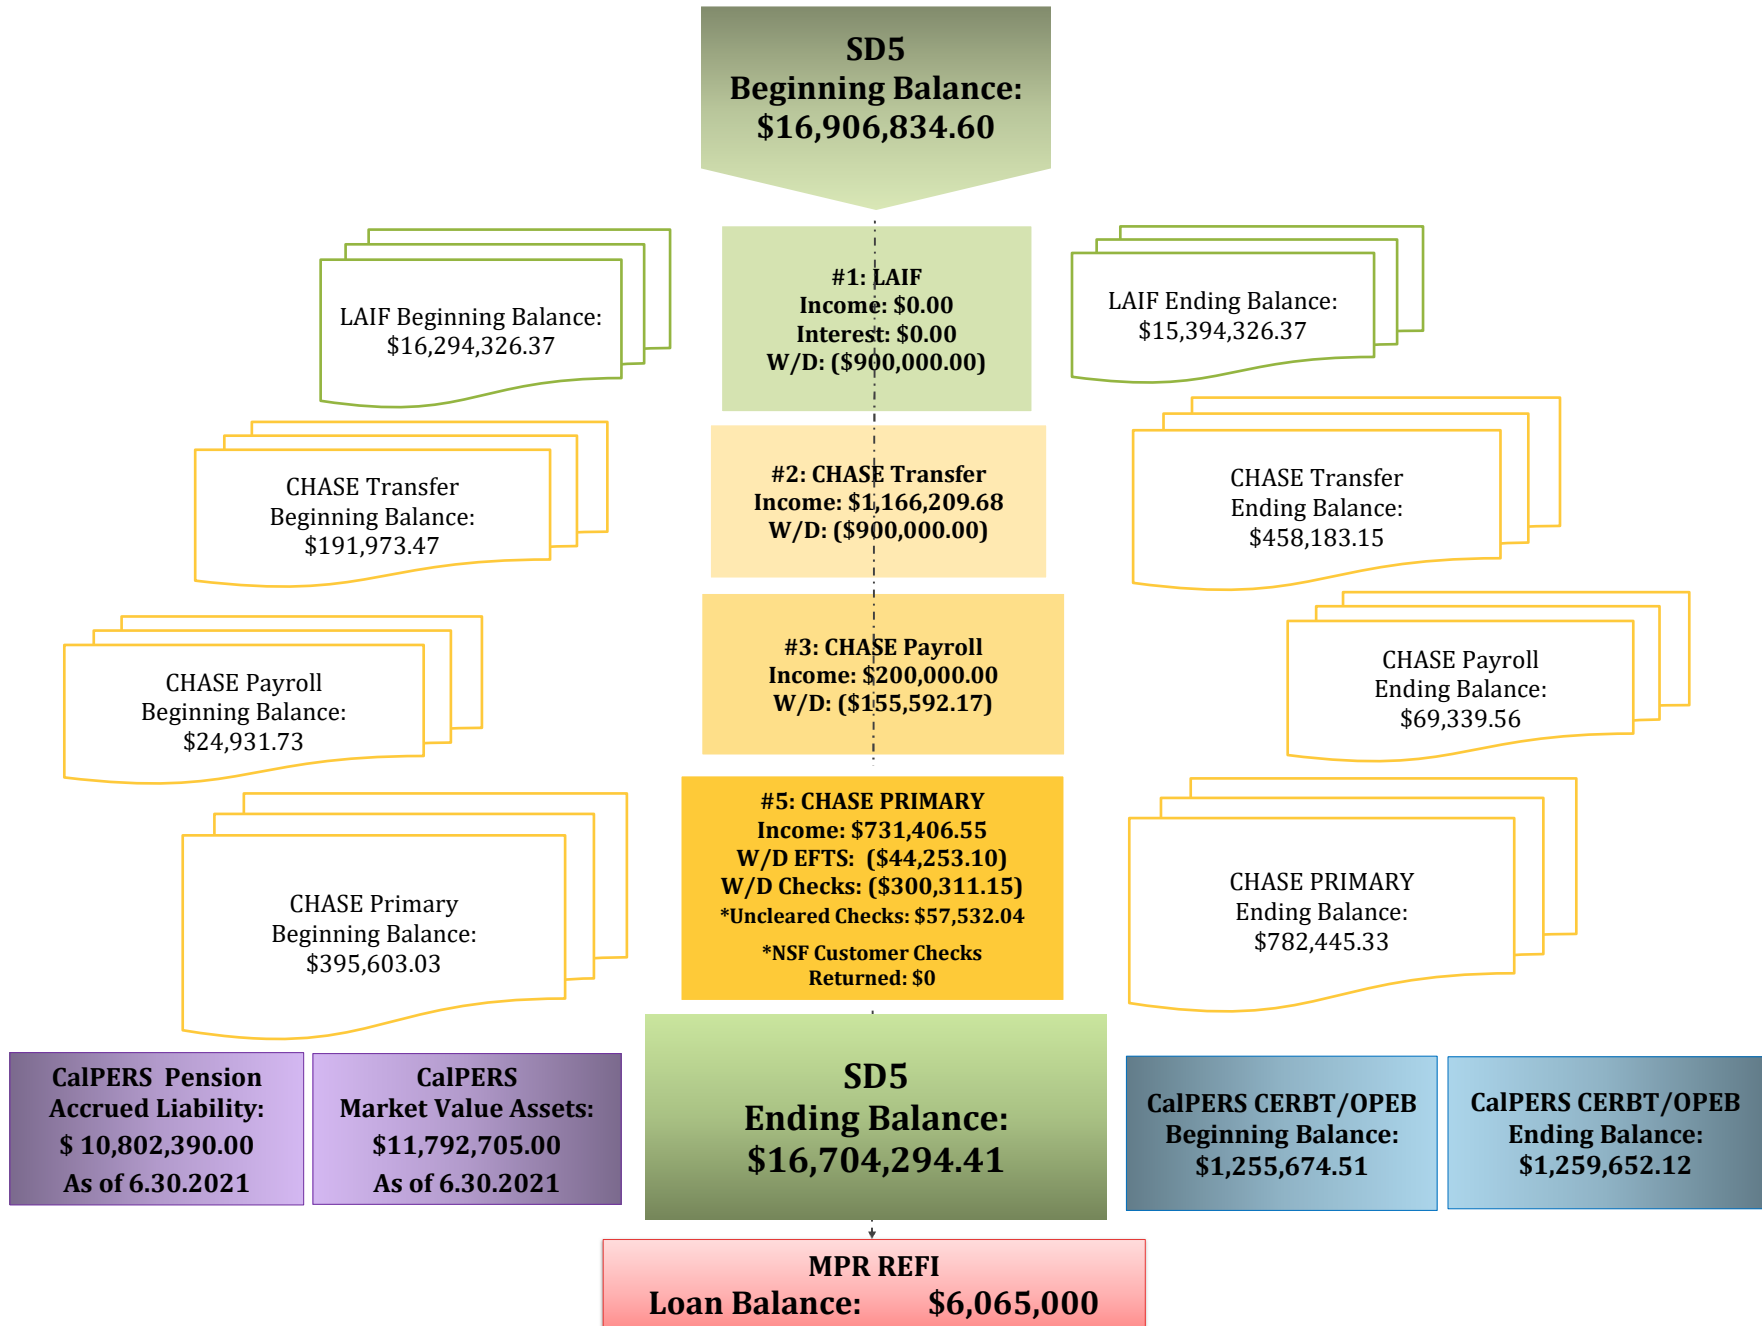 SD5
Beginning Balance:
$16,906,834.60
LAIF Beginning Balance:
$16,294,326.37
#1: LAIF
Income: $0.00
Interest: $0.00
W/D: ($900,000.00)
LAIF Ending Balance:
$15,394,326.37
CHASE Transfer
Beginning Balance:
$191,973.47
#2: CHASE Transfer
Income: $1,166,209.68
W/D: ($900,000.00)
CHASE Transfer
Ending Balance:
$458,183.15
CHASE Payroll
Beginning Balance:
$24,931.73
#3: CHASE Payroll
Income: $200,000.00
W/D: ($155,592.17)
CHASE Payroll
Ending Balance:
$69,339.56
CHASE Primary
Beginning Balance:
$395,603.03
#5: CHASE PRIMARY
Income: $731,406.55
W/D EFTS: ($44,253.10)
W/D Checks: ($300,311.15)
*Uncleared Checks: $57,532.04
*NSF Customer Checks
Returned: $0
CHASE PRIMARY
Ending Balance:
$782,445.33
CalPERS Pension
Accrued Liability:
$ 10,802,390.00
As of 6.30.2021
CalPERS
Market Value Assets:
$11,792,705.00
As of 6.30.2021
SD5
Ending Balance:
$16,704,294.41
CalPERS CERBT/OPEB
Beginning Balance:
$1,255,674.51
CalPERS CERBT/OPEB
Ending Balance:
$1,259,652.12
MPR REFI
Loan Balance: $6,065,000